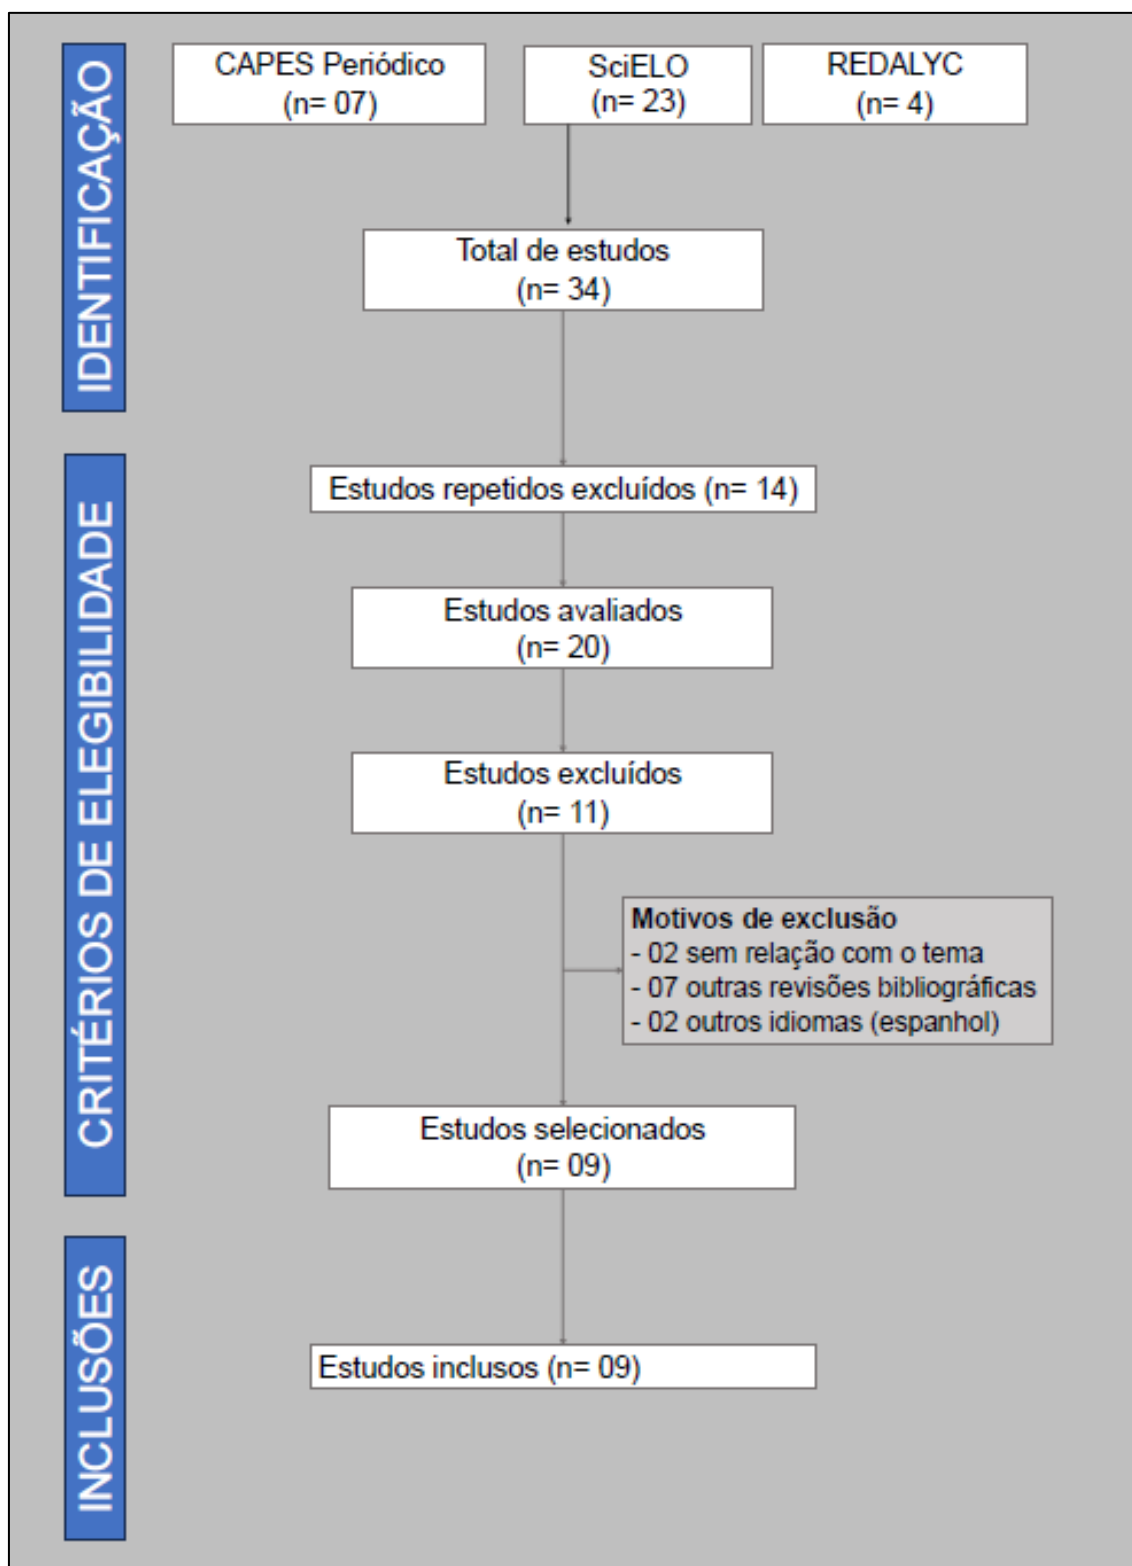 IDENTIFICAÇÃO
CAPES Periódico
(n= 07)
SciELO
(n= 23)
REDALYC
(n= 4)
Total de estudos
(n= 34)
CRITÉRIOS DE ELEGIBILIDADE
Estudos repetidos excluídos (n= 14)
Estudos avaliados
(n= 20)
Estudos excluídos
(n= 11)
Motivos de exclusão
- 02 sem relação com o tema
- 07 outras revisões bibliográficas
- 02 outros idiomas (espanhol)
Estudos selecionados
(n= 09)
INCLUSÕES
Estudos inclusos (n= 09)